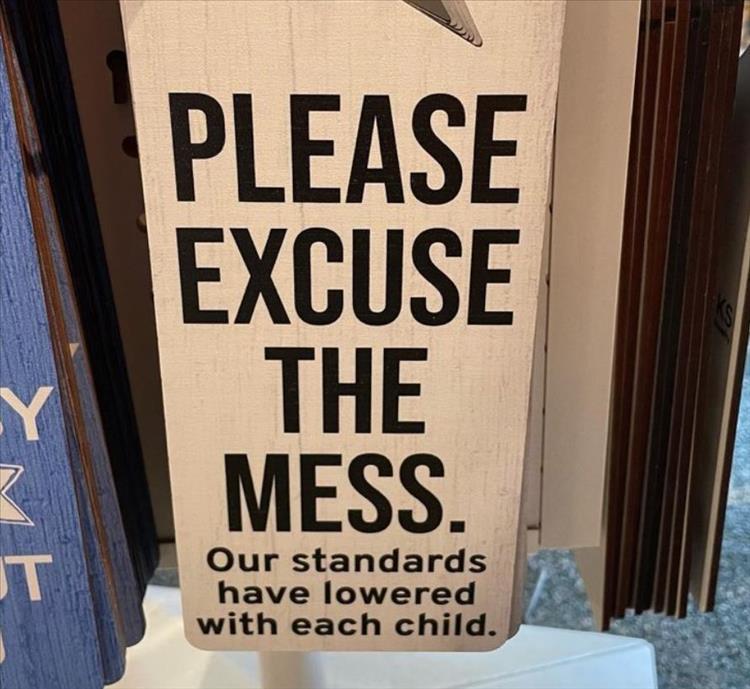 PLEASE
EXCUSE
THE
MESS.
Our standards
have lowered
with each child.